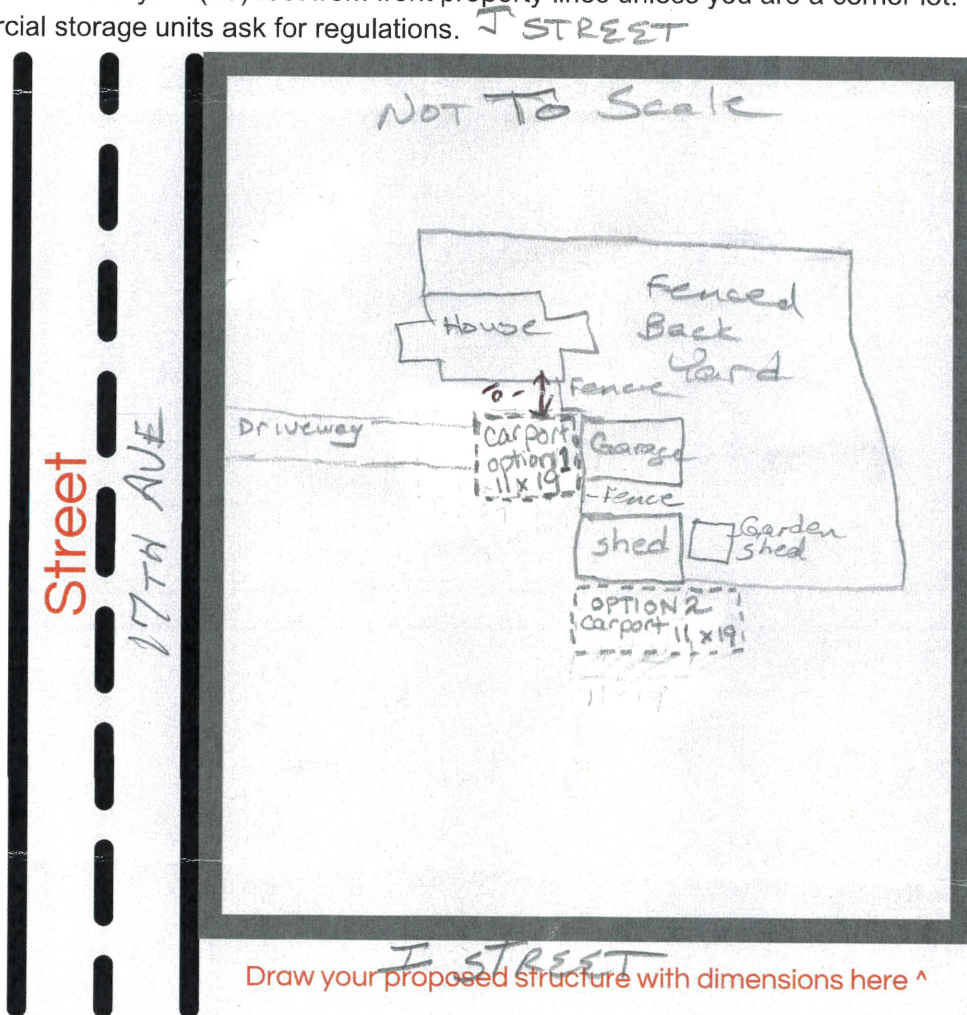 rcial storage units ask for regulations. J STREET
NOT To Scale
Fenced
Back
Yard
House
Fence
Driveway
carport
option 1
11 x 19
Garage
-Fence
shed
Garden
shed
OPTION 2
carport 11 x 19
Street
17TH AVE
I STREET
Draw your proposed structure with dimensions here ^